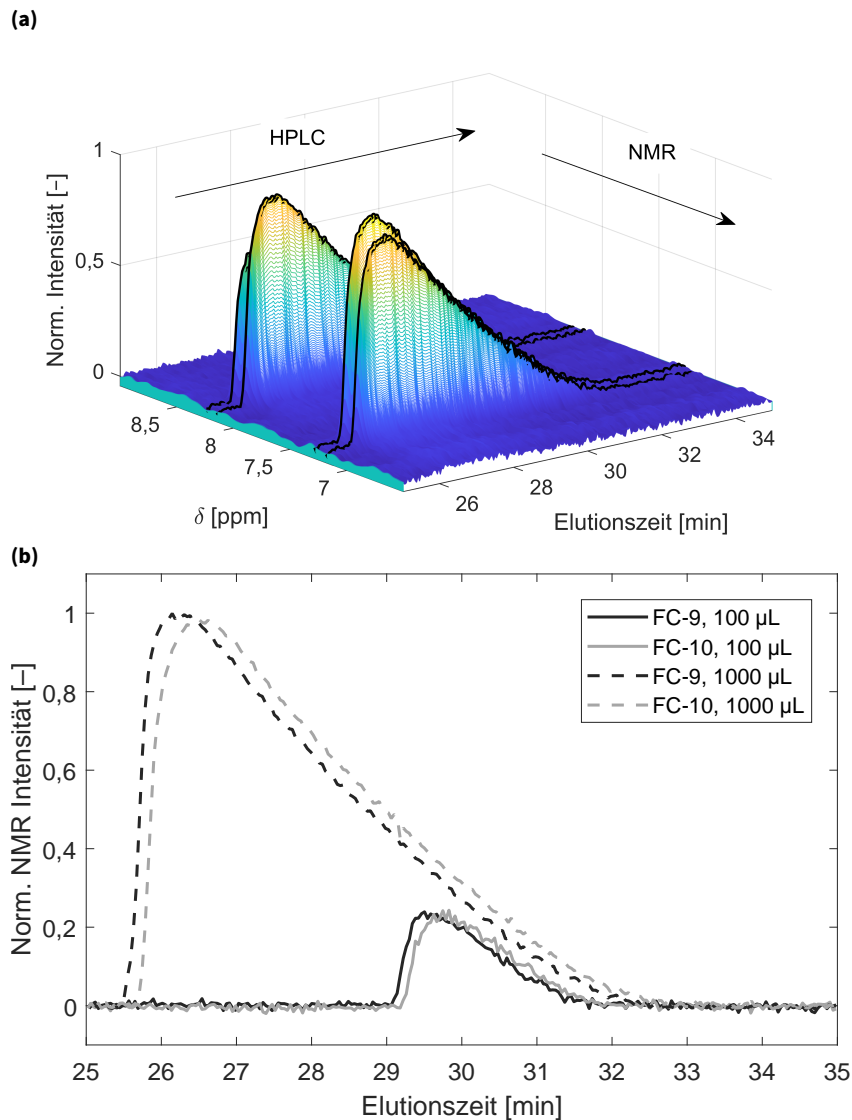 (a)
HPLC
NMR
Norm. Intensität [–]
1
0,5
0
8,5
8
7,5
7
δ [ppm]
26
28
30
32
34
Elutionszeit [min]
(b)
Norm. NMR Intensität [–]
1
0,8
0,6
0,4
0,2
0
FC-9, 100 µL
FC-10, 100 µL
FC-9, 1000 µL
FC-10, 1000 µL
25 26 27 28 29 30 31 32 33 34 35
Elutionszeit [min]